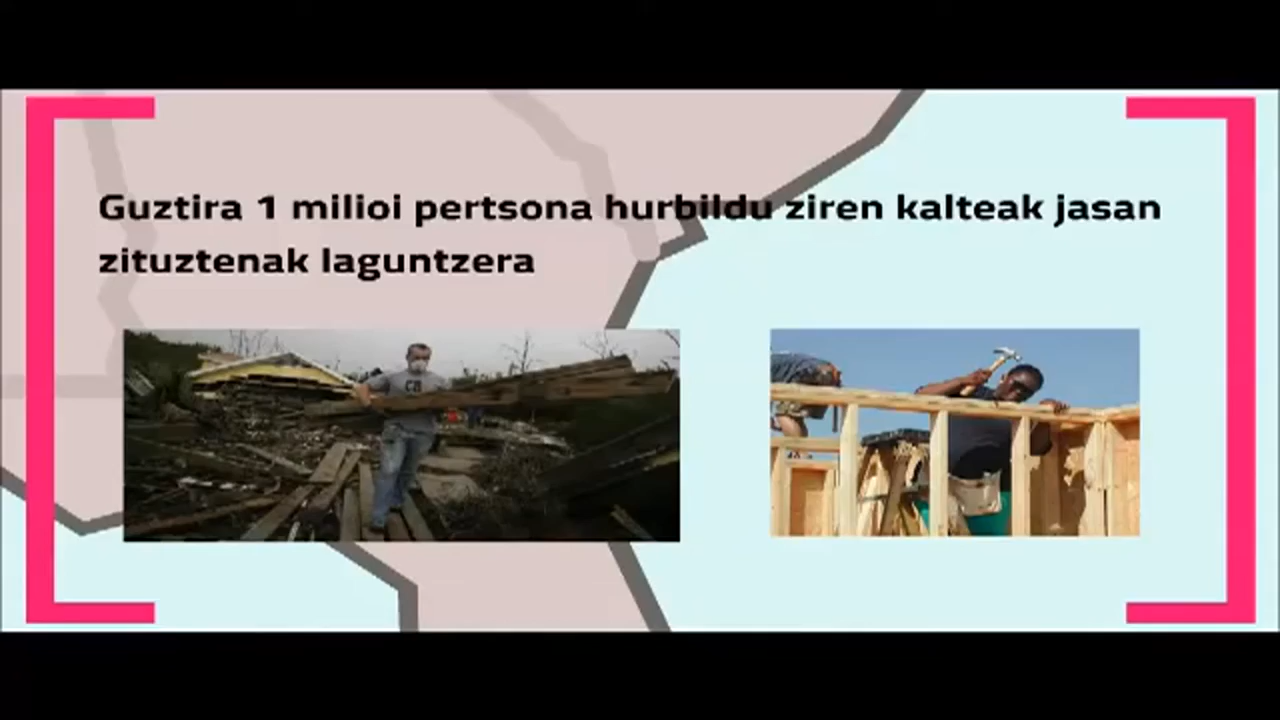 Guztira 1 milioi pertsona hurbildu ziren kalteak jasan
zituztenak laguntzera